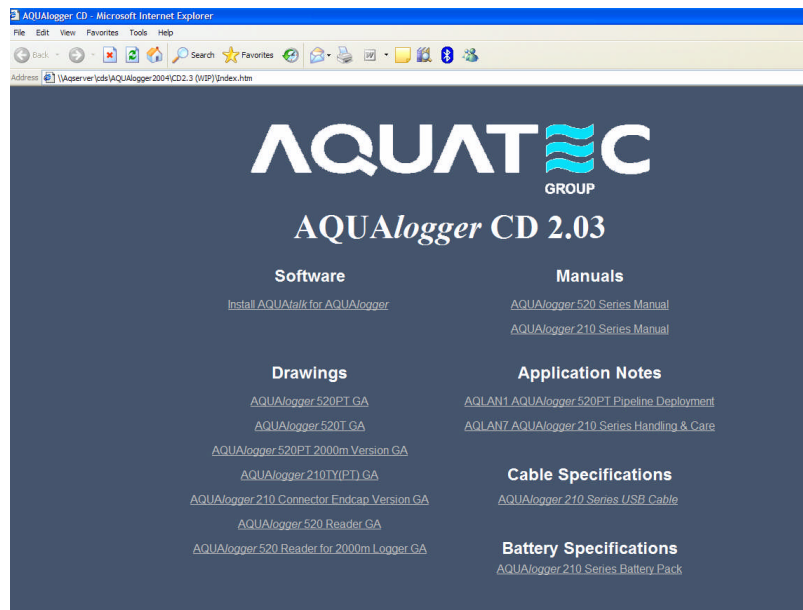 AQUAlogger CD - Microsoft Internet Explorer
File Edit View Favorites Tools Help
Back Search Favorites
Address \\Aqserver\cds\AQUAlogger2004\CD2.3 (WIP)\Index.htm
AQUATEC
GROUP
AQUAlogger CD 2.03
Software
Install AQUAtalk for AQUAlogger
Manuals
AQUAlogger 520 Series Manual
AQUAlogger 210 Series Manual
Drawings
AQUAlogger 520PT GA
AQUAlogger 520T GA
AQUAlogger 520PT 2000m Version GA
AQUAlogger 210TY(PT) GA
AQUAlogger 210 Connector Endcap Version GA
AQUAlogger 520 Reader GA
AQUAlogger 520 Reader for 2000m Logger GA
Application Notes
AQLAN1 AQUAlogger 520PT Pipeline Deployment
AQLAN7 AQUAlogger 210 Series Handling & Care
Cable Specifications
AQUAlogger 210 Series USB Cable
Battery Specifications
AQUAlogger 210 Series Battery Pack